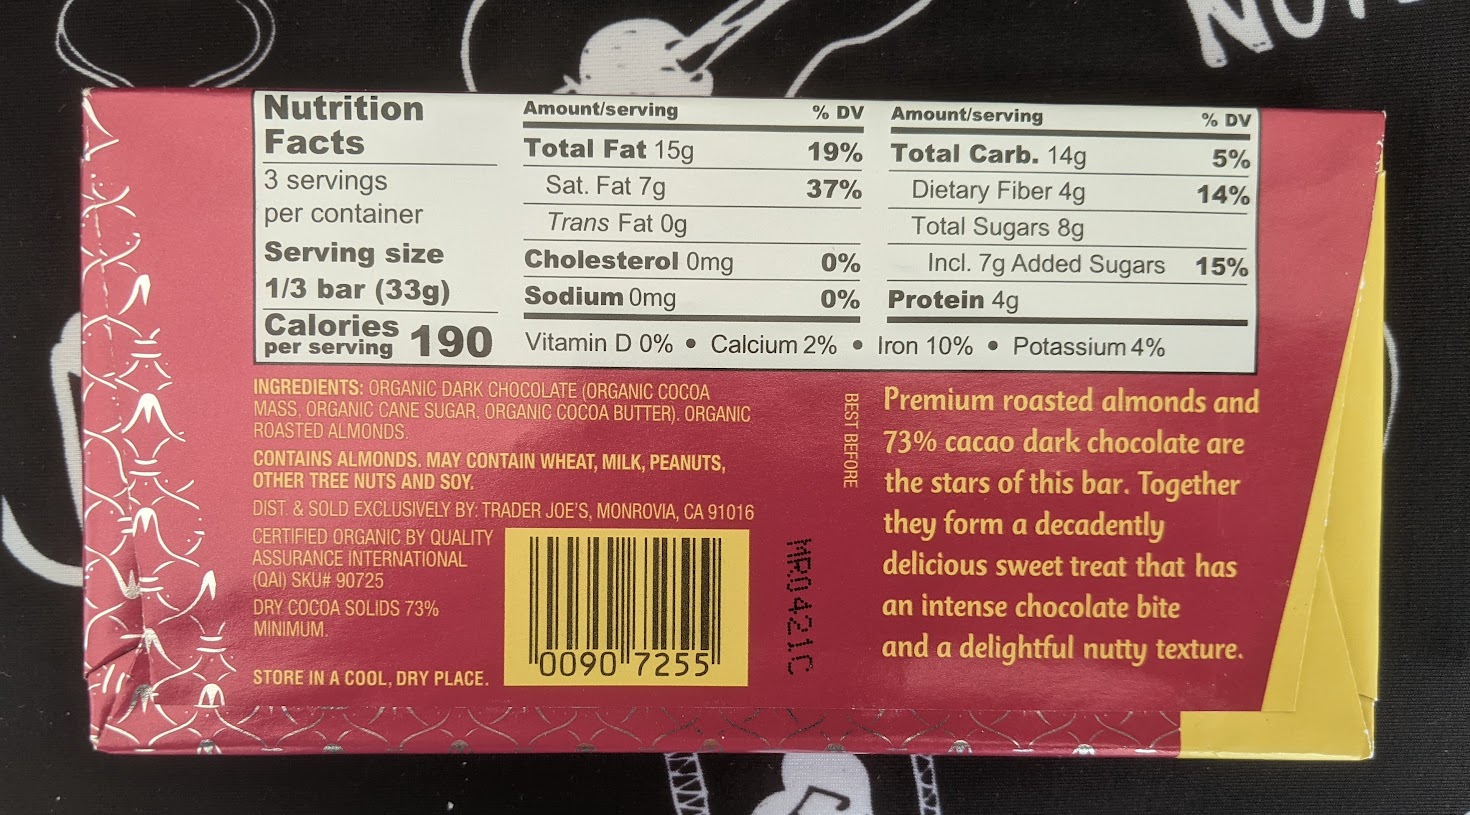 Nutrition
Facts
3 servings
per container
Serving size
1/3 bar (33g)
Calories
per serving 190
Amount/serving % DV
Total Fat 15g 19%
Sat. Fat 7g 37%
Trans Fat 0g
Cholesterol 0mg 0%
Sodium 0mg 0%
Amount/serving % DV
Total Carb. 14g 5%
Dietary Fiber 4g 14%
Total Sugars 8g
Incl. 7g Added Sugars 15%
Protein 4g
Vitamin D 0% • Calcium 2% • Iron 10% • Potassium 4%
INGREDIENTS: ORGANIC DARK CHOCOLATE (ORGANIC COCOA
MASS, ORGANIC CANE SUGAR, ORGANIC COCOA BUTTER). ORGANIC
ROASTED ALMONDS.
CONTAINS ALMONDS. MAY CONTAIN WHEAT, MILK, PEANUTS,
OTHER TREE NUTS AND SOY.
DIST. & SOLD EXCLUSIVELY BY: TRADER JOE'S, MONROVIA, CA 91016
CERTIFIED ORGANIC BY QUALITY
ASSURANCE INTERNATIONAL
(QAI) SKU# 90725
DRY COCOA SOLIDS 73%
MINIMUM.
STORE IN A COOL, DRY PLACE.
0090 7255
BEST BEFORE
MR0421C
Premium roasted almonds and
73% cacao dark chocolate are
the stars of this bar. Together
they form a decadently
delicious sweet treat that has
an intense chocolate bite
and a delightful nutty texture.